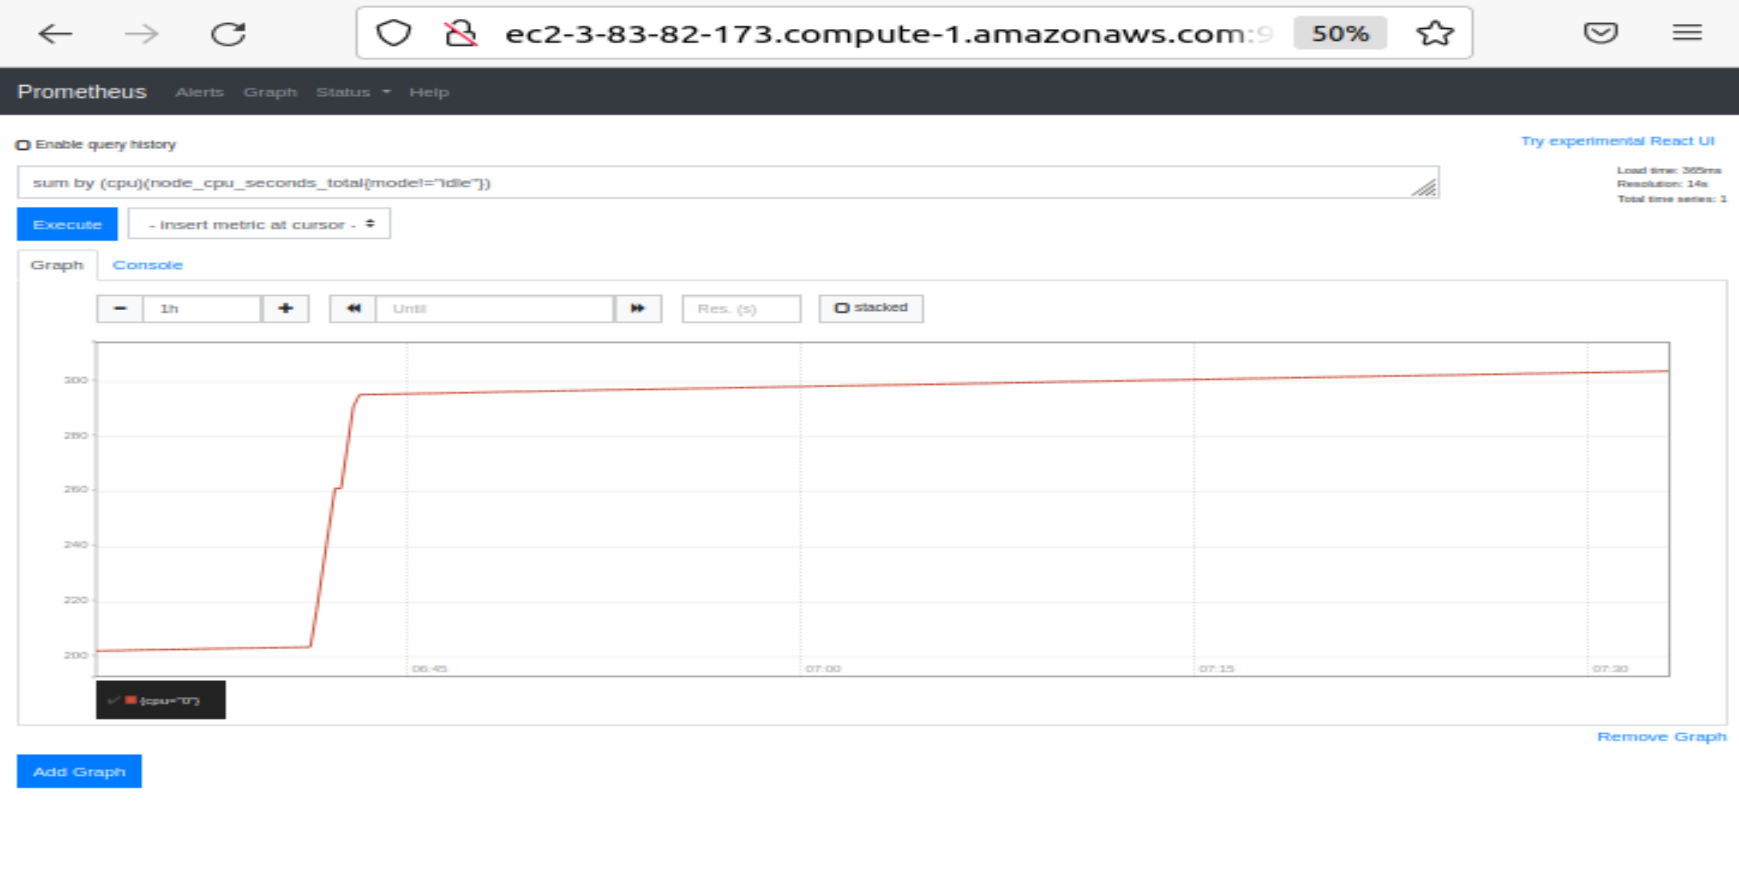 ec2-3-83-82-173.compute-1.amazonaws.com:9
50%
Prometheus Alerts Graph Status Help
Enable query history
Try experimental React UI
sum by (cpu)(node_cpu_seconds_total{mode!="idle"})
Load time: 365ms
Resolution: 14s
Total time series: 1
Execute
- insert metric at cursor -
Graph Console
1h
Until
Res. (s)
stacked
300
280
260
240
220
200
06:45 07:00 07:15 07:30
{cpu="0"}
Remove Graph
Add Graph